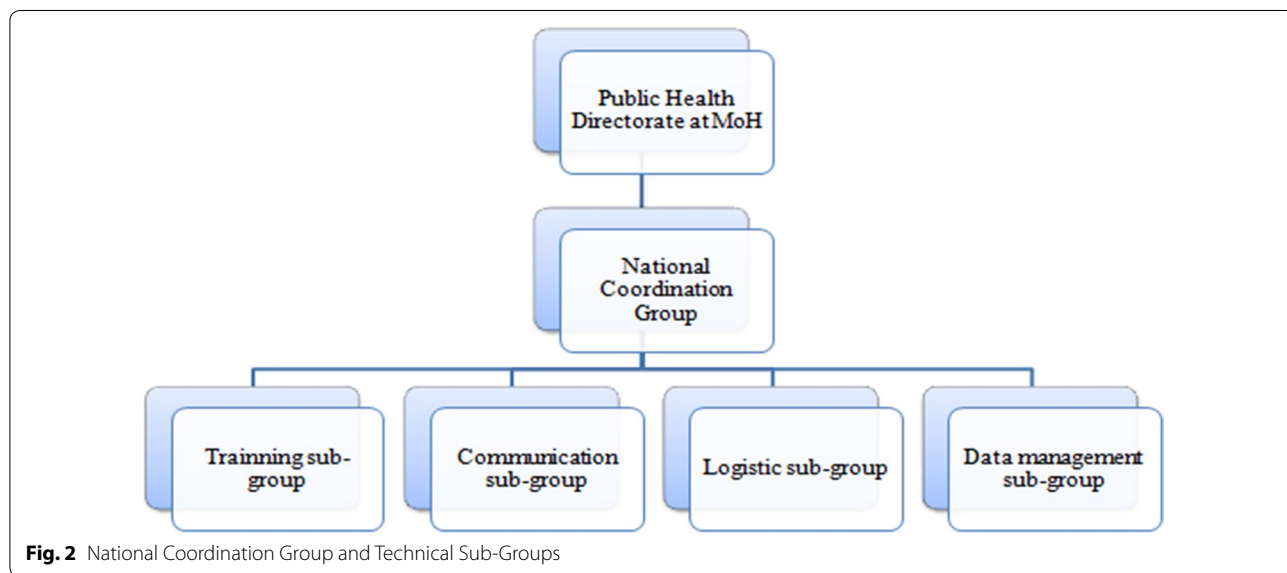 Public Health
Directorate at MoH
National
Coordination
Group
Trainning sub-
group
Communication
sub-group
Logistic sub-group
Data management
sub-group
Fig. 2 National Coordination Group and Technical Sub-Groups